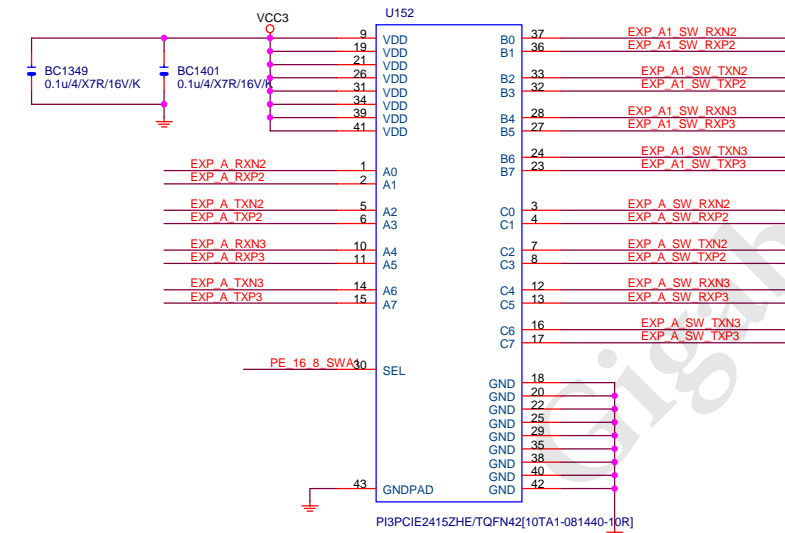 VCC3
U152
BC1349
0.1u/4/X7R/16V/K
BC1401
0.1u/4/X7R/16V/K
9 VDD
19 VDD
21 VDD
26 VDD
31 VDD
34 VDD
39 VDD
41 VDD
EXP_A_RXN2 1 A0
EXP_A_RXP2 2 A1
EXP_A_TXN2 5 A2
EXP_A_TXP2 6 A3
EXP_A_RXN3 10 A4
EXP_A_RXP3 11 A5
EXP_A_TXN3 14 A6
EXP_A_TXP3 15 A7
PE_16_8_SWA1 30 SEL
43 GNDPAD
B0 37 EXP_A1_SW_RXN2
B1 36 EXP_A1_SW_RXP2
B2 33 EXP_A1_SW_TXN2
B3 32 EXP_A1_SW_TXP2
B4 28 EXP_A1_SW_RXN3
B5 27 EXP_A1_SW_RXP3
B6 24 EXP_A1_SW_TXN3
B7 23 EXP_A1_SW_TXP3
C0 3 EXP_A_SW_RXN2
C1 4 EXP_A_SW_RXP2
C2 7 EXP_A_SW_TXN2
C3 8 EXP_A_SW_TXP2
C4 12 EXP_A_SW_RXN3
C5 13 EXP_A_SW_RXP3
C6 16 EXP_A_SW_TXN3
C7 17 EXP_A_SW_TXP3
GND 18
GND 20
GND 22
GND 25
GND 29
GND 35
GND 38
GND 40
GND 42
PI3PCIE2415ZHE/TQFN42[10TA1-081440-10R]
Gigab